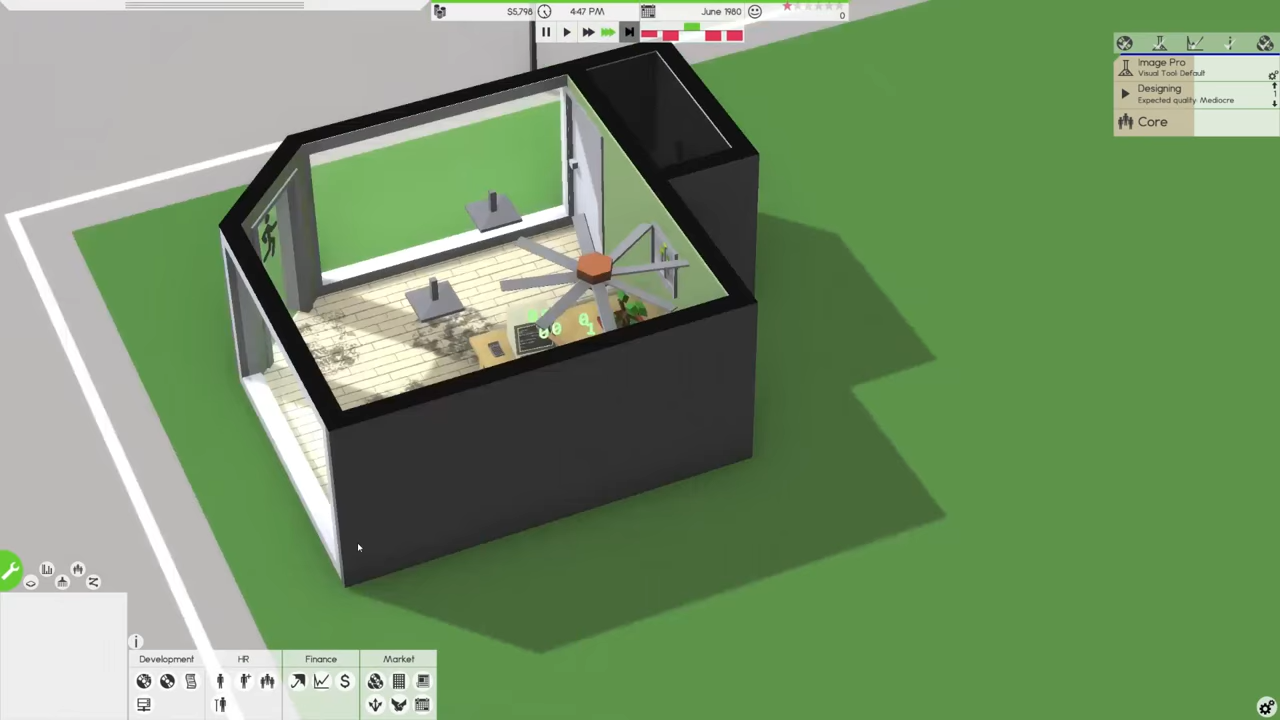 $5,798
4:47 PM
June 1980
0
Image Pro
Visual Tool: Default
Designing
Expected quality: Mediocre
1
Core
Development
HR
Finance
Market